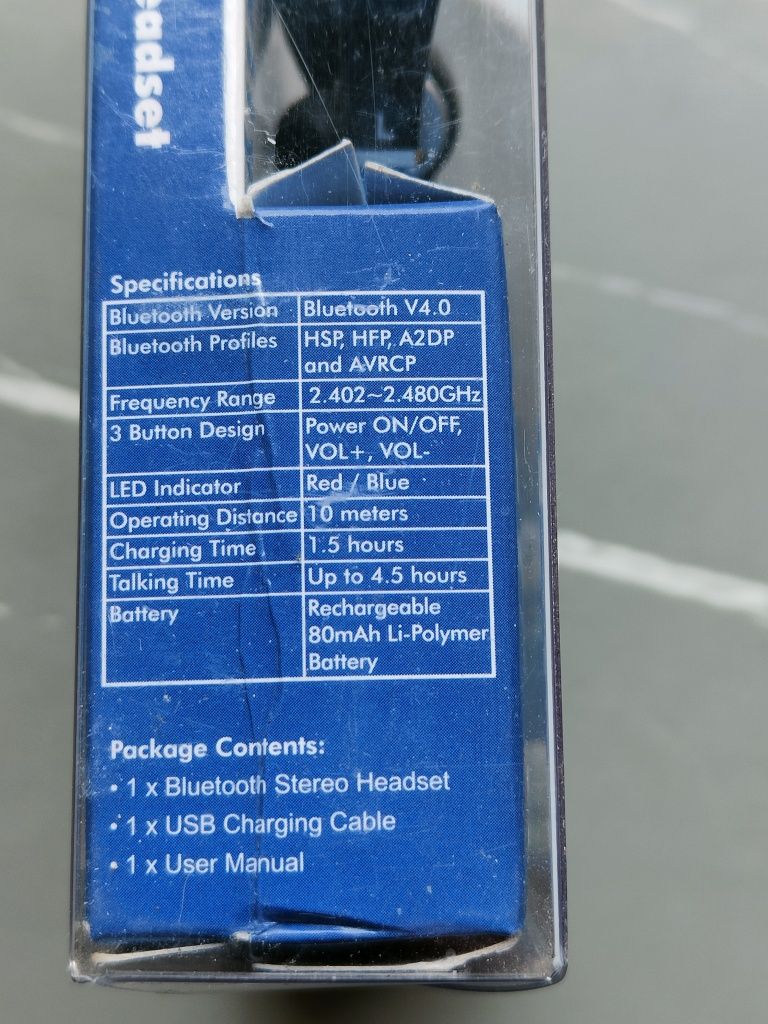 eadset
L
Specifications
Bluetooth Version Bluetooth V4.0
Bluetooth Profiles HSP, HFP, A2DP
and AVRCP
Frequency Range 2.402~2.480GHz
3 Button Design Power ON/OFF,
VOL+, VOL-
LED Indicator Red / Blue
Operating Distance 10 meters
Charging Time 1.5 hours
Talking Time Up to 4.5 hours
Battery Rechargeable
80mAh Li-Polymer
Battery
Package Contents:
• 1 x Bluetooth Stereo Headset
• 1 x USB Charging Cable
• 1 x User Manual